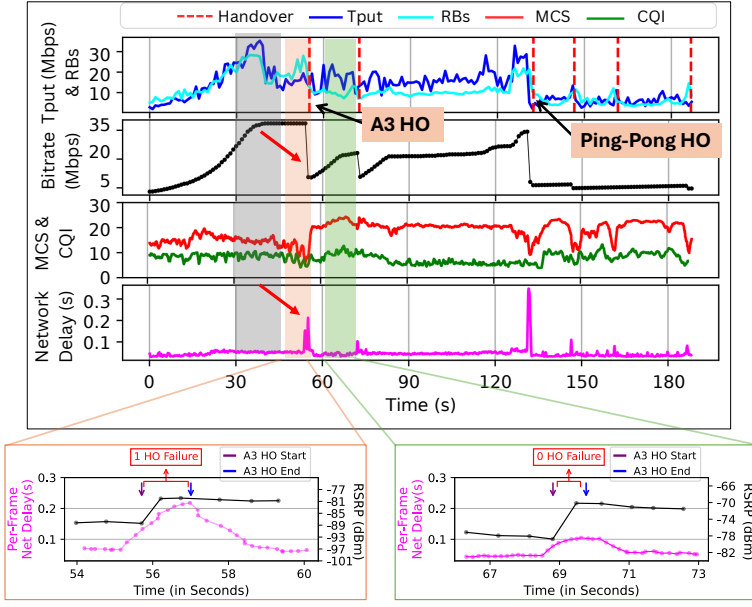 Handover Tput RBs MCS CQI
Tput (Mbps)
& RBs
30
20
10
A3 HO
Ping-Pong HO
Bitrate
(Mbps)
35
20
5
MCS &
CQI
30
20
10
0
Network
Delay (s)
0.3
0.2
0.1
0 30 60 90 120 150 180
Time (s)
1 HO Failure
A3 HO Start
A3 HO End
Per-Frame
Net Delay(s)
0.3
0.2
0.1
-77
-81
-85
-89
-93
-97
-101
RSRP (dBm)
54 56 58 60
Time (in Seconds)
0 HO Failure
A3 HO Start
A3 HO End
Per-Frame
Net Delay(s)
0.3
0.2
0.1
-66
-70
-74
-78
-82
RSRP (dBm)
67 69 71 73
Time (in Seconds)